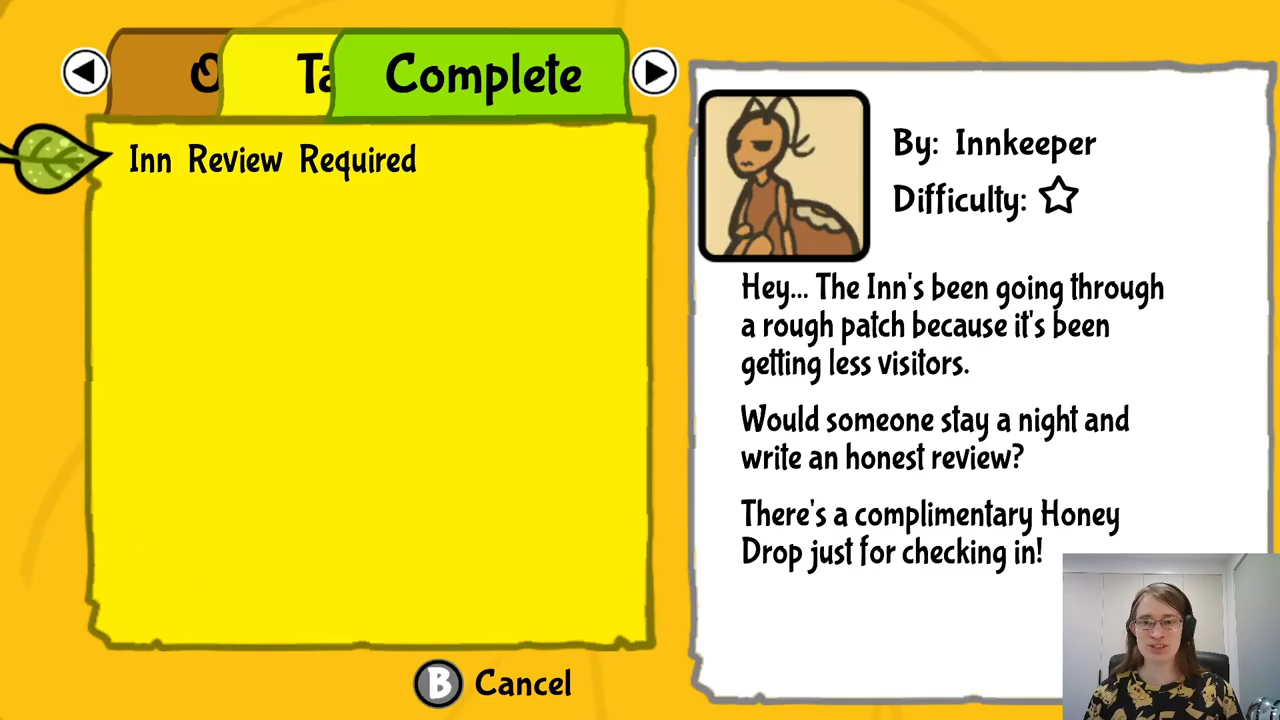 O
Ta
Complete
Inn Review Required
By: Innkeeper
Difficulty:
Hey... The Inn's been going through
a rough patch because it's been
getting less visitors.
Would someone stay a night and
write an honest review?
There's a complimentary Honey
Drop just for checking in!
B Cancel